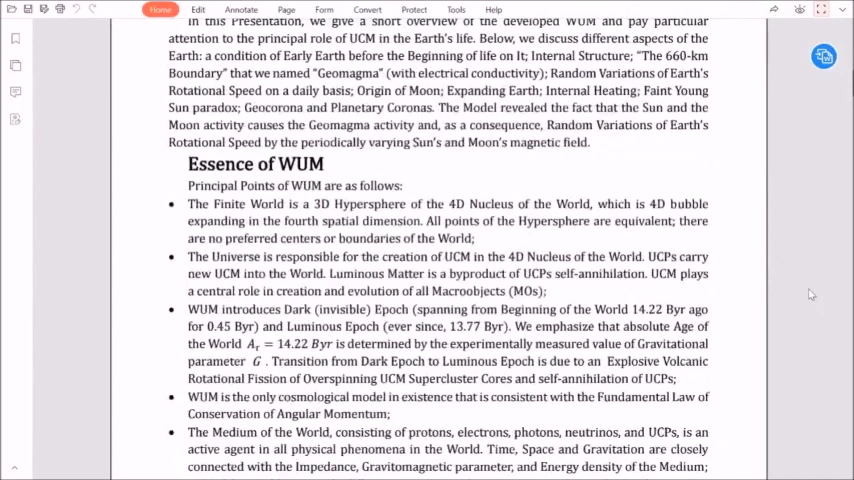 Home Edit Annotate Page Form Convert Protect Tools Help
In this Presentation, we give a short overview of the developed WUM and pay particular
attention to the principal role of UCM in the Earth's life. Below, we discuss different aspects of the
Earth: a condition of Early Earth before the Beginning of life on It; Internal Structure; “The 660-km
Boundary” that we named “Geomagma” (with electrical conductivity); Random Variations of Earth's
Rotational Speed on a daily basis; Origin of Moon; Expanding Earth; Internal Heating; Faint Young
Sun paradox; Geocorona and Planetary Coronas. The Model revealed the fact that the Sun and the
Moon activity causes the Geomagma activity and, as a consequence, Random Variations of Earth's
Rotational Speed by the periodically varying Sun's and Moon's magnetic field.
Essence of WUM
Principal Points of WUM are as follows:
• The Finite World is a 3D Hypersphere of the 4D Nucleus of the World, which is 4D bubble
expanding in the fourth spatial dimension. All points of the Hypersphere are equivalent; there
are no preferred centers or boundaries of the World;
• The Universe is responsible for the creation of UCM in the 4D Nucleus of the World. UCPs carry
new UCM into the World. Luminous Matter is a byproduct of UCPs self-annihilation. UCM plays
a central role in creation and evolution of all Macroobjects (MOs);
• WUM introduces Dark (invisible) Epoch (spanning from Beginning of the World 14.22 Byr ago
for 0.45 Byr) and Luminous Epoch (ever since, 13.77 Byr). We emphasize that absolute Age of
the World Aτ = 14.22 Byr is determined by the experimentally measured value of Gravitational
parameter G . Transition from Dark Epoch to Luminous Epoch is due to an Explosive Volcanic
Rotational Fission of Overspinning UCM Supercluster Cores and self-annihilation of UCPs;
• WUM is the only cosmological model in existence that is consistent with the Fundamental Law of
Conservation of Angular Momentum;
• The Medium of the World, consisting of protons, electrons, photons, neutrinos, and UCPs, is an
active agent in all physical phenomena in the World. Time, Space and Gravitation are closely
connected with the Impedance, Gravitomagnetic parameter, and Energy density of the Medium;